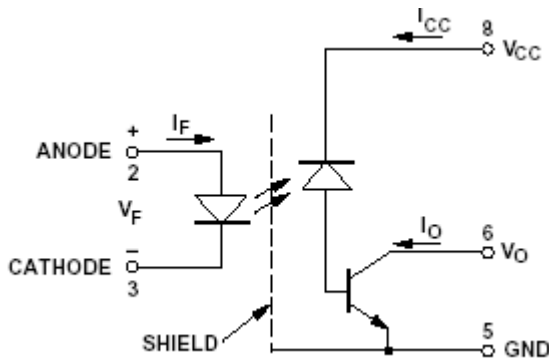 ICC
8
VCC
+
IF
ANODE
2
VF
IO
6
VO
–
CATHODE
3
SHIELD
5
GND